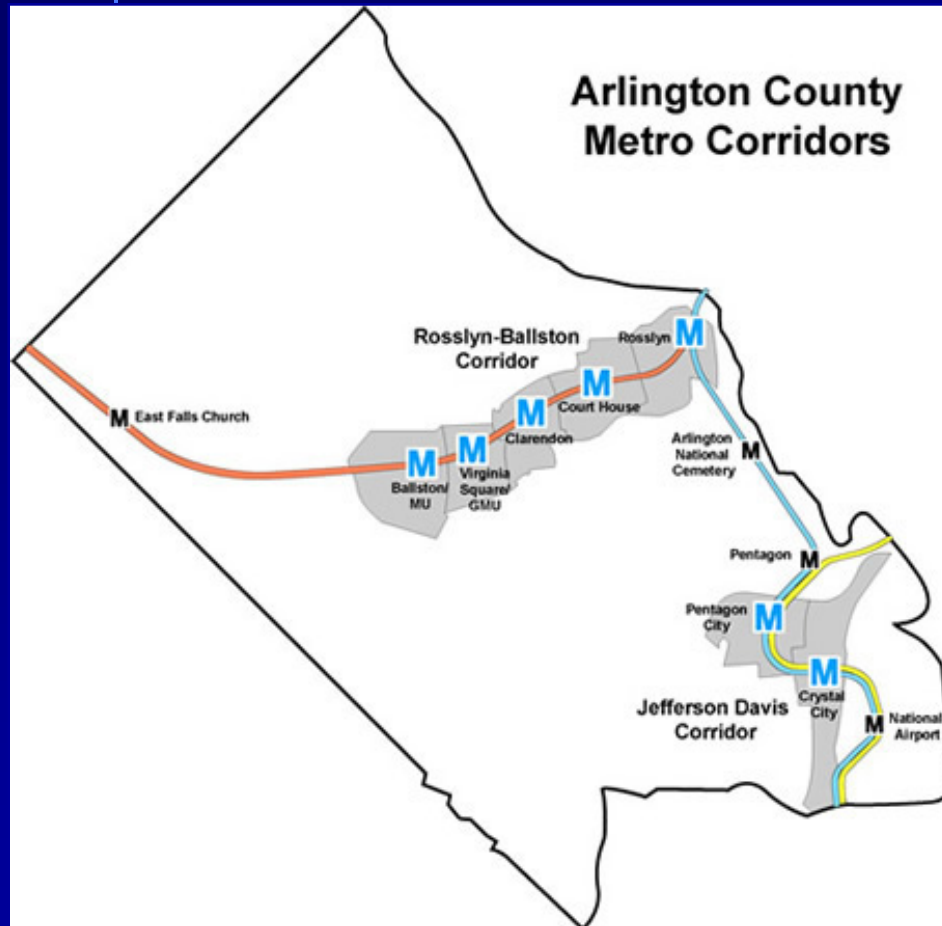 Arlington County
Metro Corridors
Rosslyn-Ballston
Corridor
Rosslyn
M
M
Court House
M
Clarendon
M
Virginia
Square/
GMU
M
Ballston/
MU
M
East Falls Church
Arlington
National
Cemetery
M
Pentagon
M
Pentagon
City
M
M
Crystal
City
Jefferson Davis
Corridor
M
National
Airport